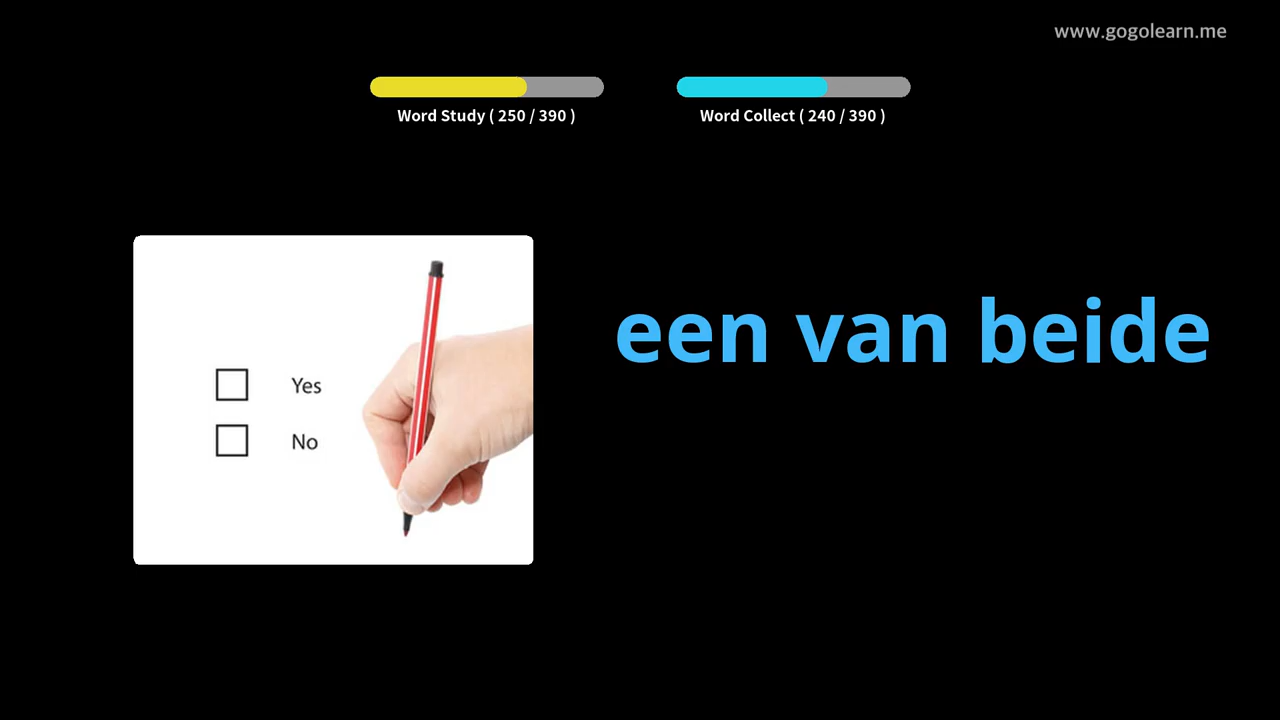 www.gogolearn.me
Word Study ( 250 / 390 )
Word Collect ( 240 / 390 )
een van beide
Yes
No